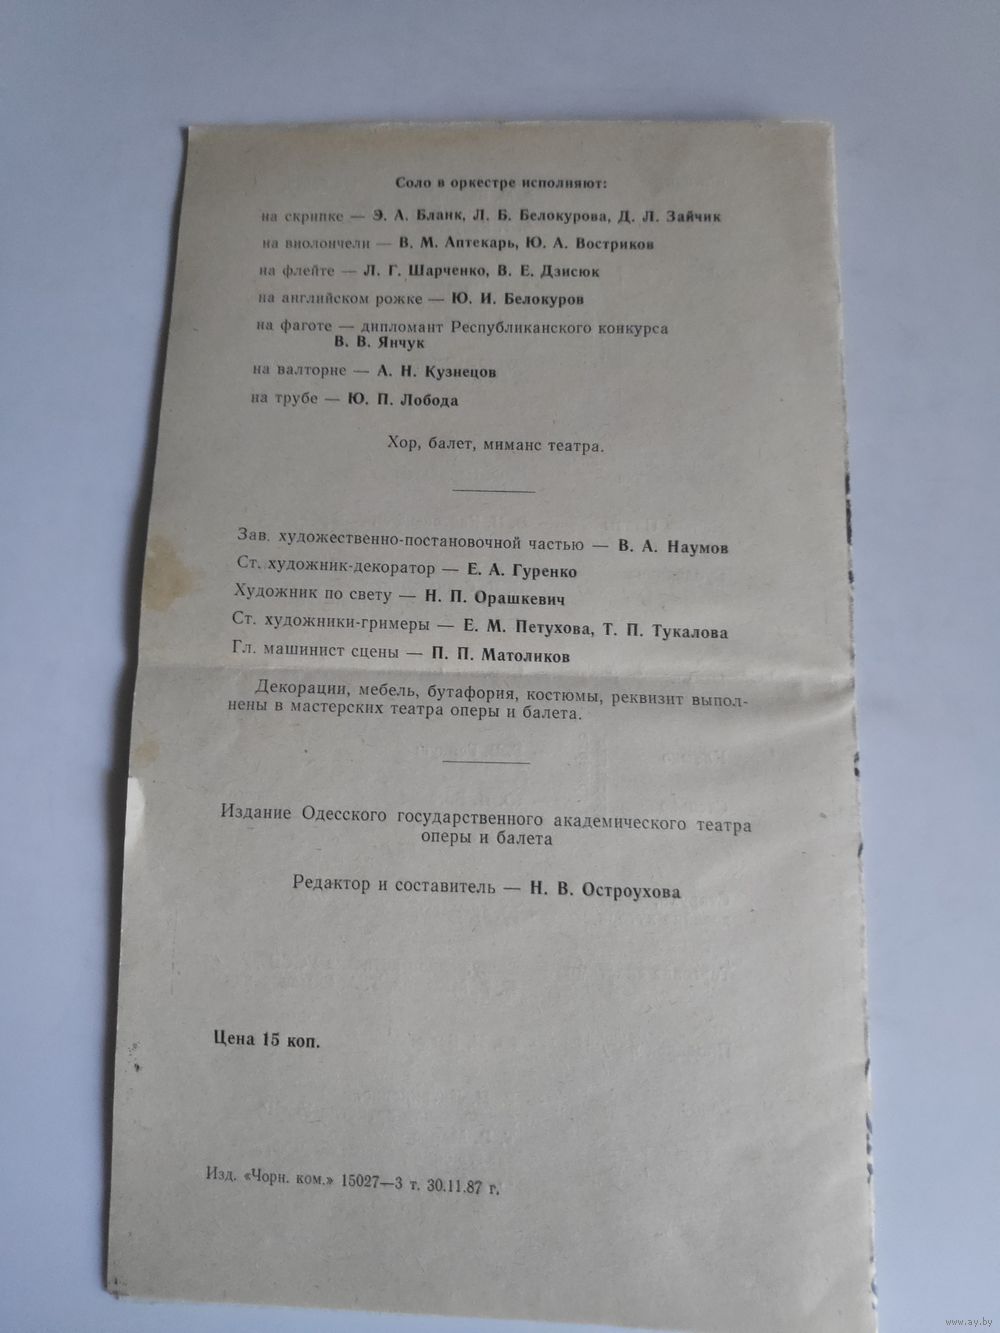 Соло в оркестре исполняют:
на скрипке — Э. А. Бланк, Л. Б. Белокурова, Д. Л. Зайчик
на виолончели — В. М. Аптекарь, Ю. А. Востриков
на флейте — Л. Г. Шарченко, В. Е. Дзисюк
на английском рожке — Ю. И. Белокуров
на фаготе — дипломант Республиканского конкурса
В. В. Янчук
на валторне — А. Н. Кузнецов
на трубе — Ю. П. Лобода
Хор, балет, миманс театра.
Зав. художественно-постановочной частью — В. А. Наумов
Ст. художник-декоратор — Е. А. Гуренко
Художник по свету — Н. П. Орашкевич
Ст. художники-гримеры — Е. М. Петухова, Т. П. Тукалова
Гл. машинист сцены — П. П. Матоликов
Декорации, мебель, бутафория, костюмы, реквизит выпол-
нены в мастерских театра оперы и балета.
Издание Одесского государственного академического театра
оперы и балета
Редактор и составитель — Н. В. Остроухова
Цена 15 коп.
Изд. «Чорн. ком.» 15027—3 т. 30.11.87 г.
www.ay.by